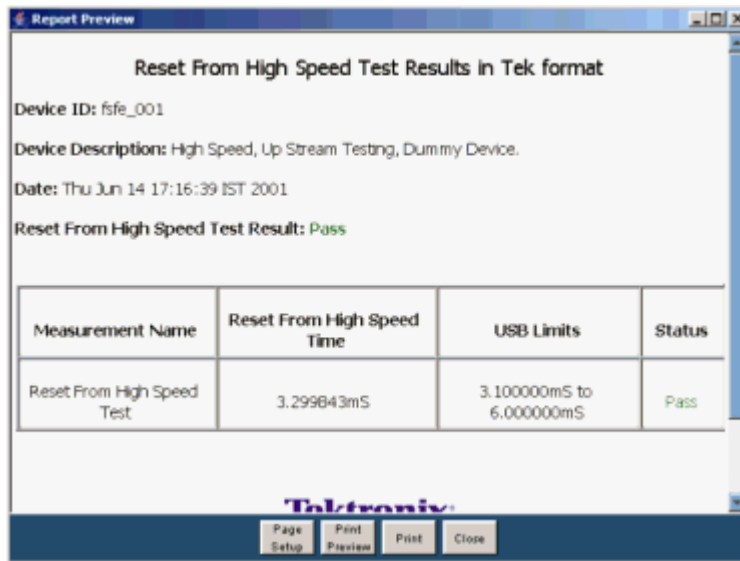 Report Preview
Reset From High Speed Test Results in Tek format
Device ID: fsfe_001
Device Description: High Speed, Up Stream Testing, Dummy Device.
Date: Thu Jun 14 17:16:39 IST 2001
Reset From High Speed Test Result: Pass
Measurement Name
Reset From High Speed
Time
USB Limits
Status
Reset From High Speed
Test
3.299843mS
3.100000mS to
6.000000mS
Pass
Tektronix
Page
Setup
Print
Preview
Print
Close